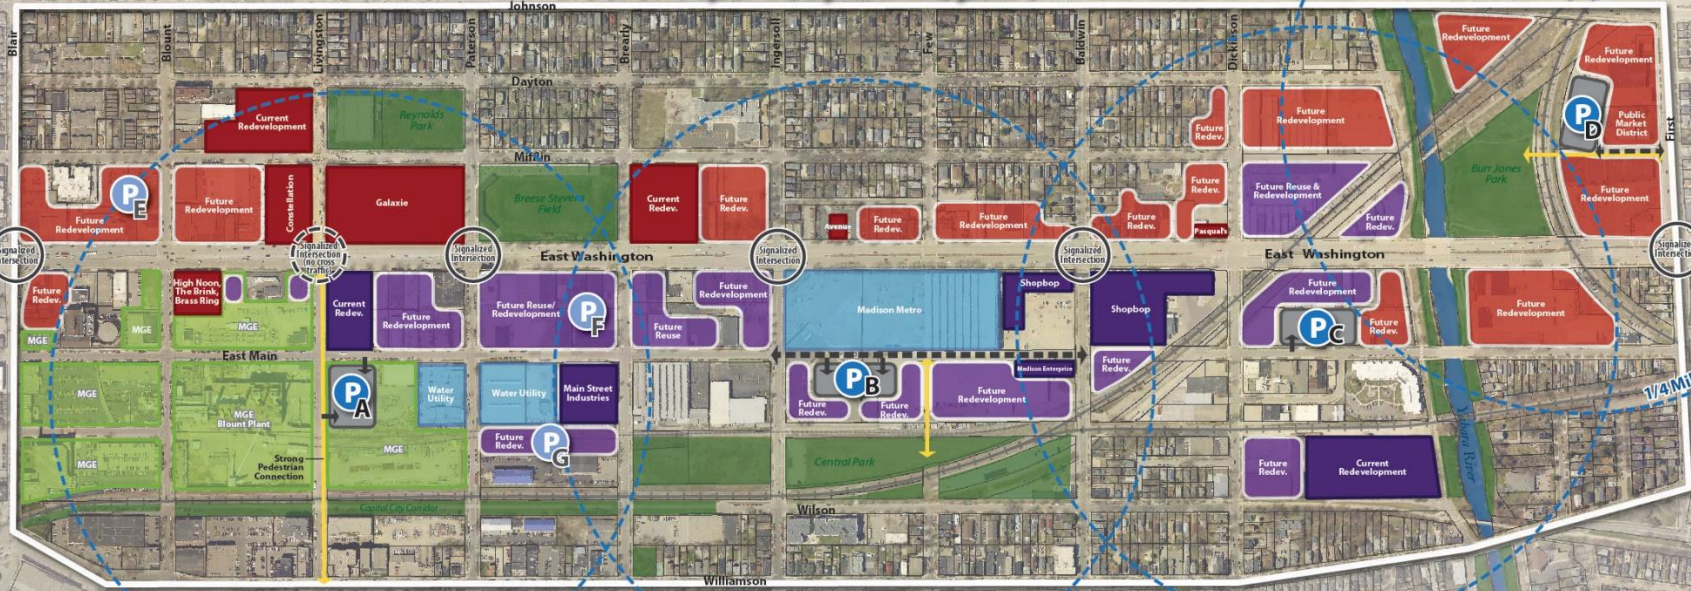 Johnson
Blair
Blount
Livingston
Paterson
Brearly
Ingersoll
Few
Baldwin
Dickinson
First
Dayton
Mifflin
Future
Redevelopment
Future
Redevelopment
Current
Redevelopment
Reynolds
Park
Future
Redev.
Future
Redevelopment
P
D
Public
Market
District
P
E
Future
Redevelopment
Future
Redevelopment
Constellation
Galaxie
Breese Stevens
Field
Current
Redev.
Future
Redev.
Avenue
Future
Redev.
Future
Redevelopment
Future
Redev.
Future
Redev.
Pasqual's
Future Reuse &
Redevelopment
Future
Redev.
Burr Jones
Park
Future
Redevelopment
Signalized
Intersection
Signalized
Intersection
(no cross
traffic)
Signalized
Intersection
East Washington
Signalized
Intersection
Signalized
Intersection
East Washington
Signalized
Intersection
Future
Redev.
High Noon,
The Brink,
Brass Ring
MGE
MGE
MGE
Current
Redev.
Future
Redevelopment
Future Reuse/
Redevelopment
P
F
Future
Reuse
Future
Redevelopment
Madison Metro
Shopbop
Shopbop
Future
Redevelopment
P
C
Future
Redev.
Future
Redevelopment
East Main
MGE
MGE
Blount Plant
P
A
Water
Utility
Water Utility
Main Street
Industries
P
B
Future
Redev.
Future
Redev.
Future
Redevelopment
Madison Enterprise
Future
Redev.
1/4 Mil
MGE
Strong
Pedestrian
Connection
MGE
Future
Redev.
P
G
Central Park
Future
Redev.
Current
Redevelopment
Yahara River
Capital City Corridor
Wilson
Williamson